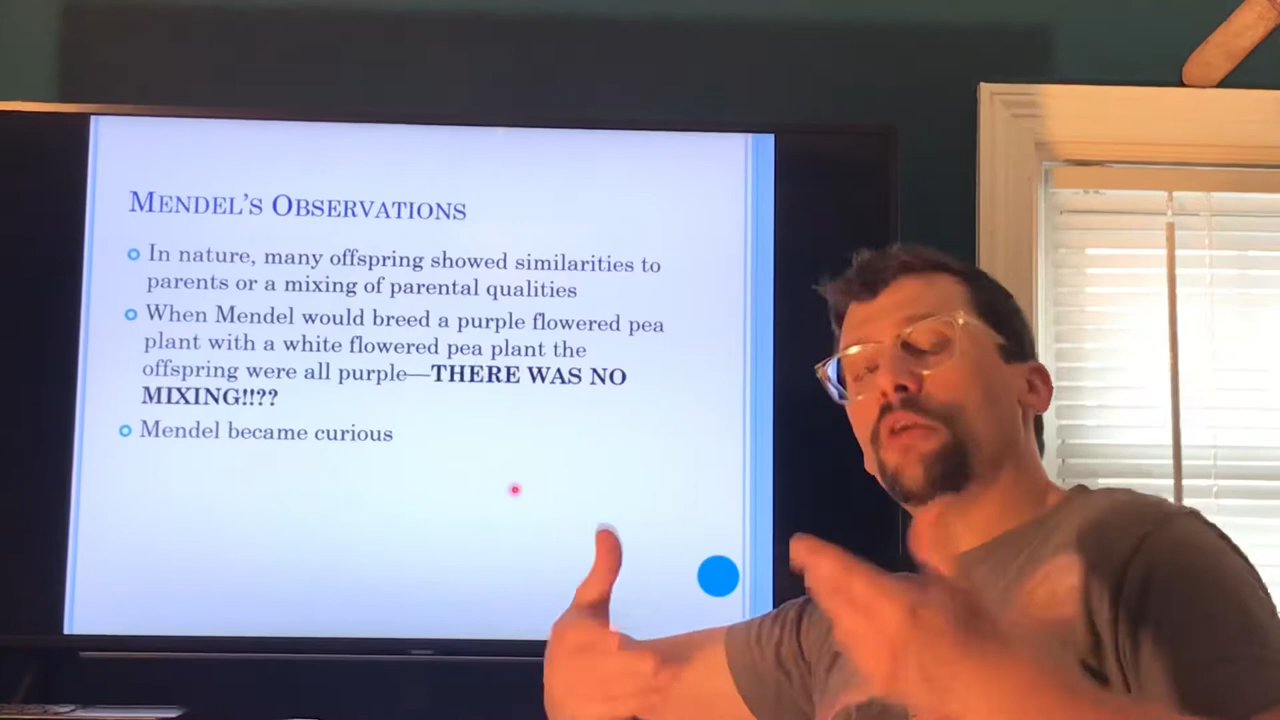 MENDEL'S OBSERVATIONS
In nature, many offspring showed similarities to
parents or a mixing of parental qualities
When Mendel would breed a purple flowered pea
plant with a white flowered pea plant the
offspring were all purple—THERE WAS NO
MIXING!!??
Mendel became curious